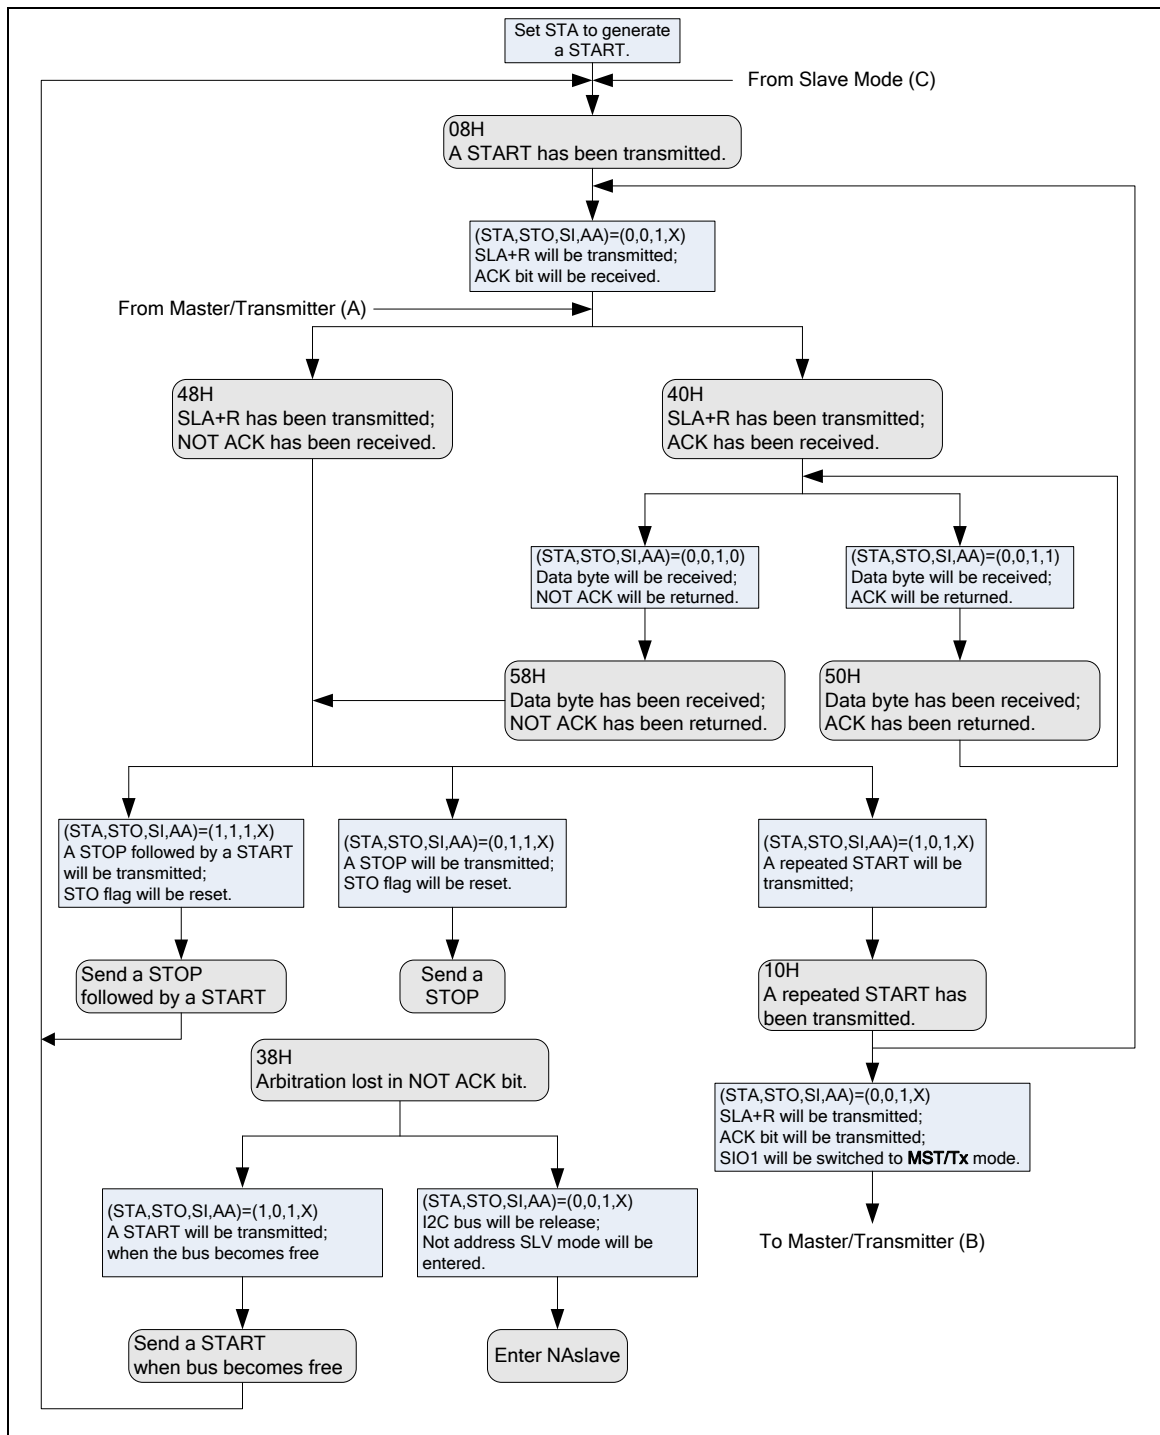 Set STA to generate
a START.
From Slave Mode (C)
08H
A START has been transmitted.
(STA,STO,SI,AA)=(0,0,1,X)
SLA+R will be transmitted;
ACK bit will be received.
From Master/Transmitter (A)
48H
SLA+R has been transmitted;
NOT ACK has been received.
40H
SLA+R has been transmitted;
ACK has been received.
(STA,STO,SI,AA)=(0,0,1,0)
Data byte will be received;
NOT ACK will be returned.
(STA,STO,SI,AA)=(0,0,1,1)
Data byte will be received;
ACK will be returned.
58H
Data byte has been received;
NOT ACK has been returned.
50H
Data byte has been received;
ACK has been returned.
(STA,STO,SI,AA)=(1,1,1,X)
A STOP followed by a START
will be transmitted;
STO flag will be reset.
(STA,STO,SI,AA)=(0,1,1,X)
A STOP will be transmitted;
STO flag will be reset.
(STA,STO,SI,AA)=(1,0,1,X)
A repeated START will be
transmitted;
Send a STOP
followed by a START
Send a
STOP
10H
A repeated START has
been transmitted.
38H
Arbitration lost in NOT ACK bit.
(STA,STO,SI,AA)=(0,0,1,X)
SLA+R will be transmitted;
ACK bit will be transmitted;
SIO1 will be switched to MST/Tx mode.
(STA,STO,SI,AA)=(1,0,1,X)
A START will be transmitted;
when the bus becomes free
(STA,STO,SI,AA)=(0,0,1,X)
I2C bus will be release;
Not address SLV mode will be
entered.
To Master/Transmitter (B)
Send a START
when bus becomes free
Enter NAslave